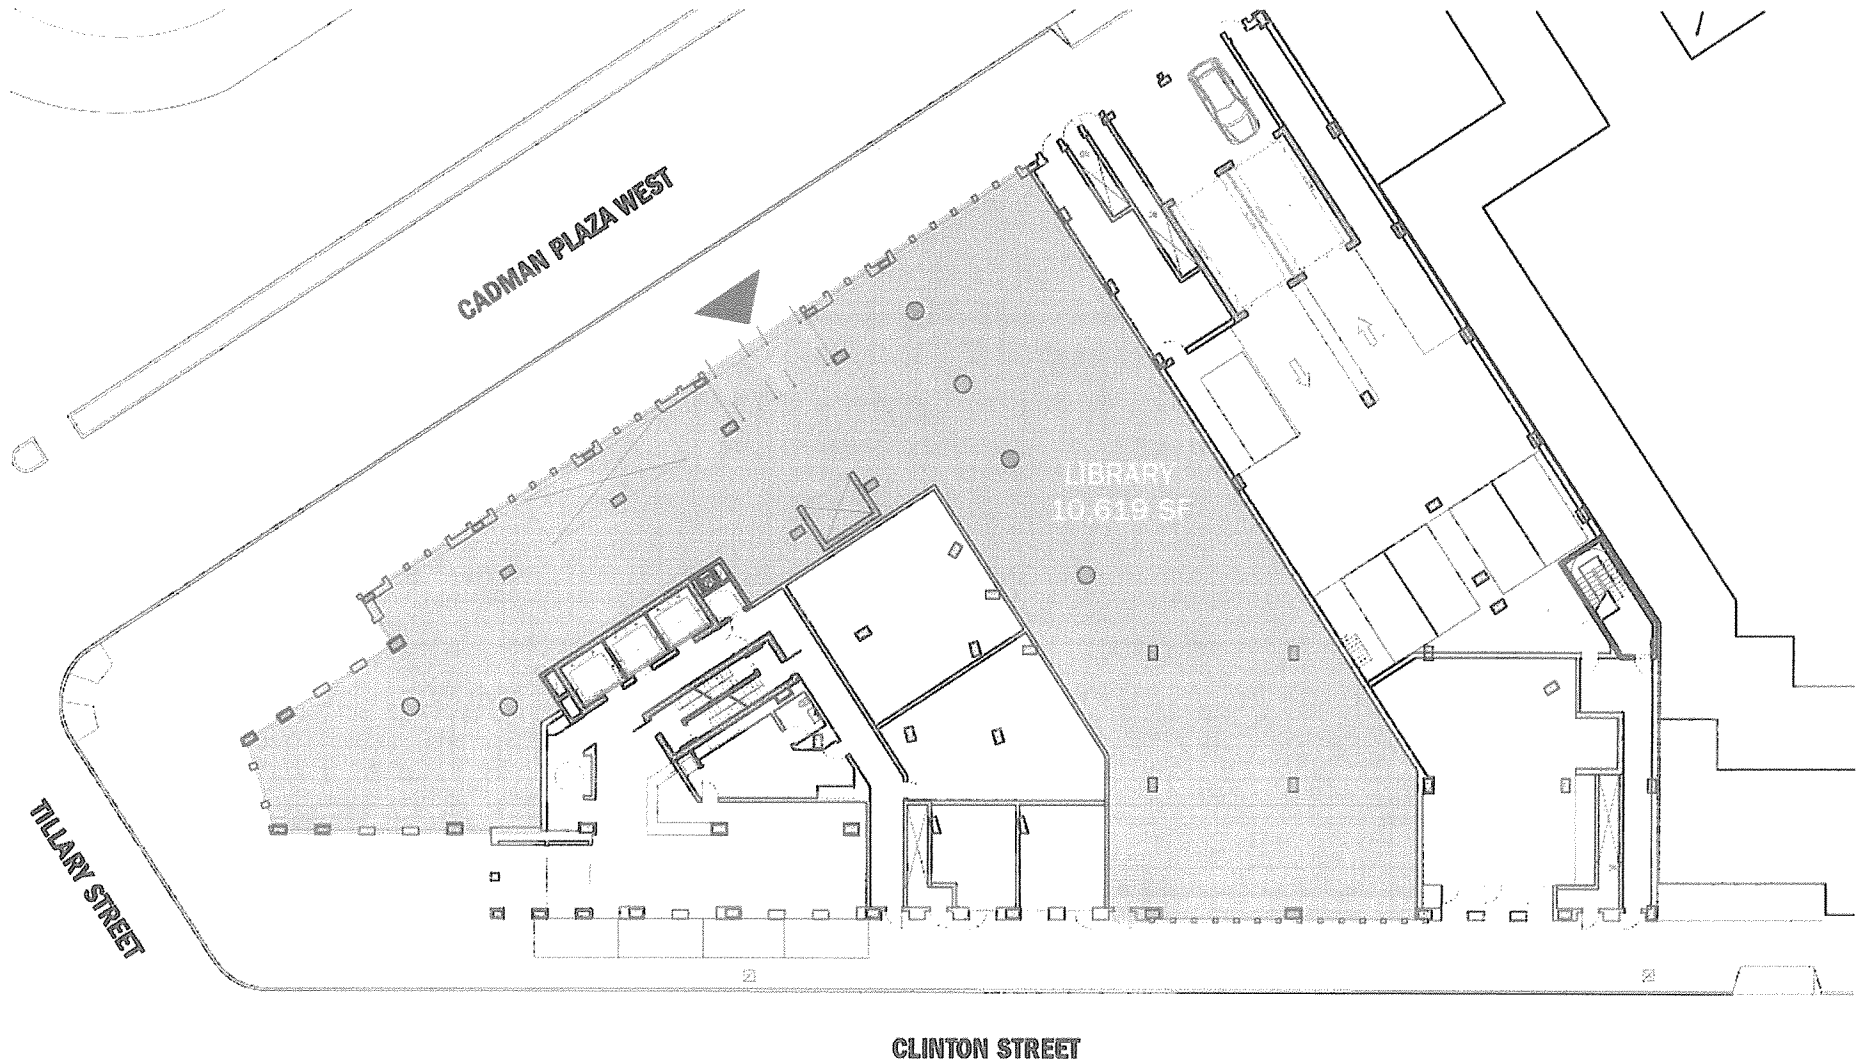 CADMAN PLAZA WEST
LIBRARY
10,619 SF
TILLARY STREET
CLINTON STREET